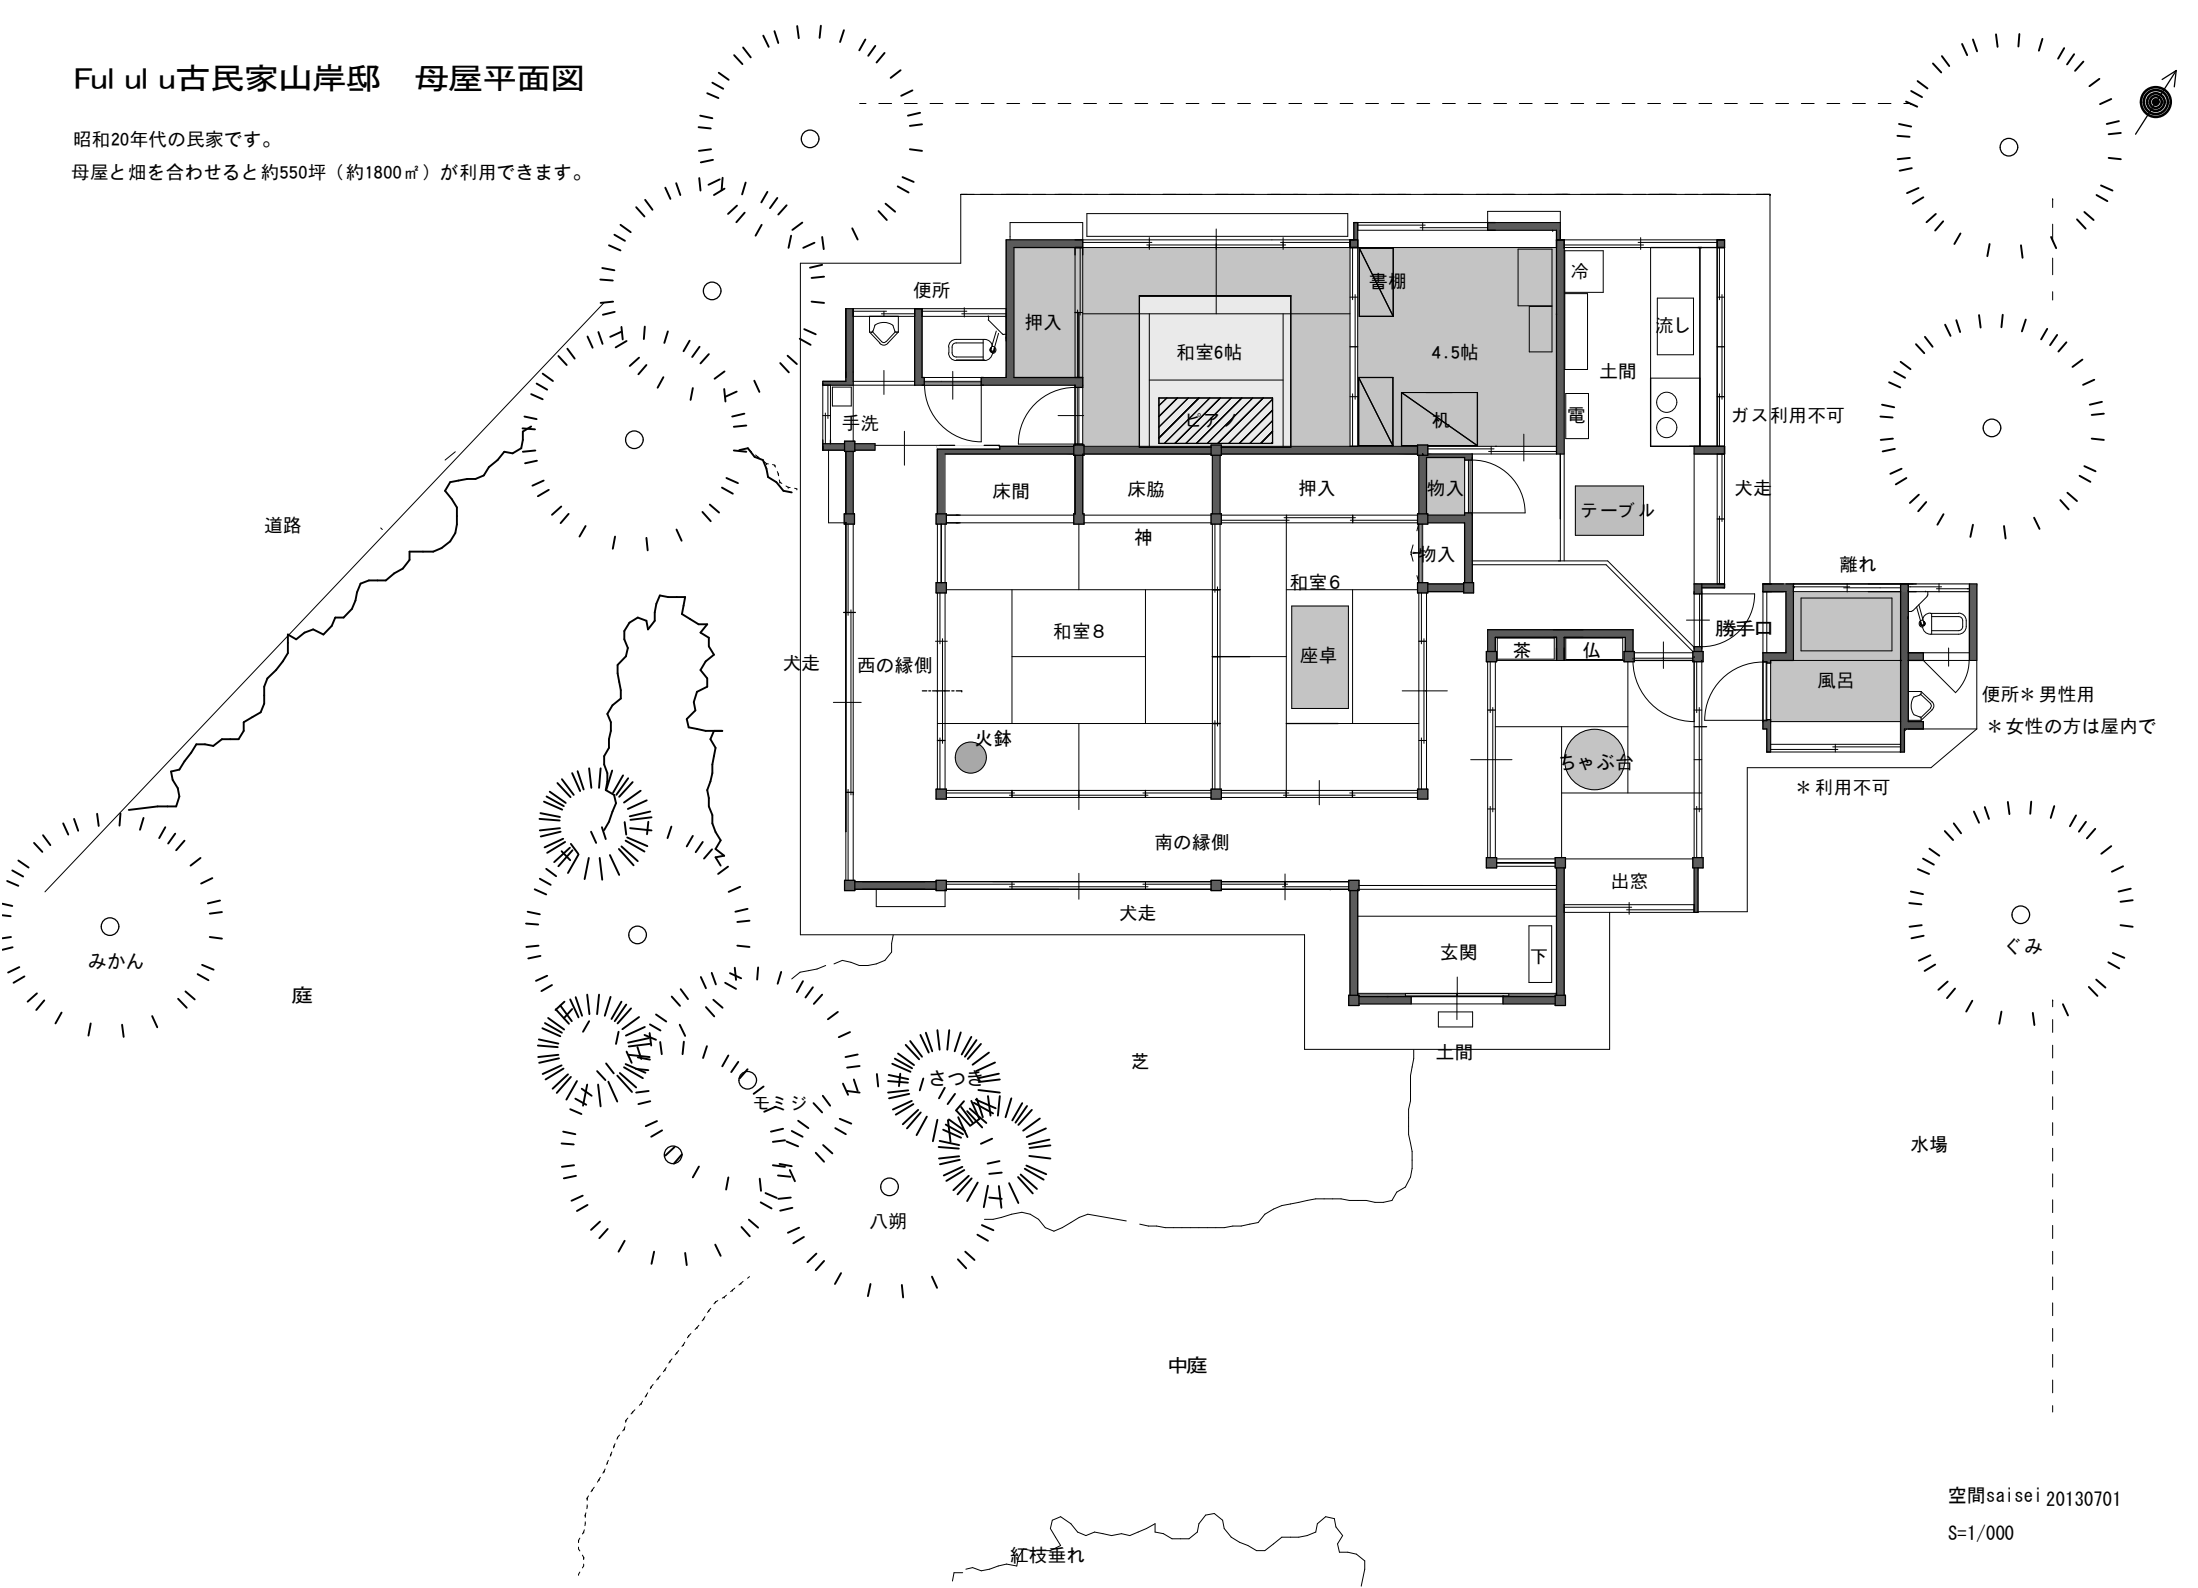 Fululu古民家山岸邸　母屋平面図
昭和20年代の民家です。
母屋と畑を合わせると約550坪（約1800㎡）が利用できます。
便所
押入
書棚
冷
流し
和室6帖
4.5帖
土間
ピアノ
机
電
ガス利用不可
手洗
床間
床脇
押入
物入
テーブル
犬走
道路
神
物入
離れ
和室6
和室8
座卓
茶
仏
勝手口
犬走
西の縁側
風呂
便所＊男性用
＊女性の方は屋内で
火鉢
ちゃぶ台
＊利用不可
南の縁側
出窓
犬走
玄関
下
みかん
ぐみ
庭
土間
芝
さつき
モミジ
水場
八朔
中庭
空間saisei 20130701
S=1/000
紅枝垂れ